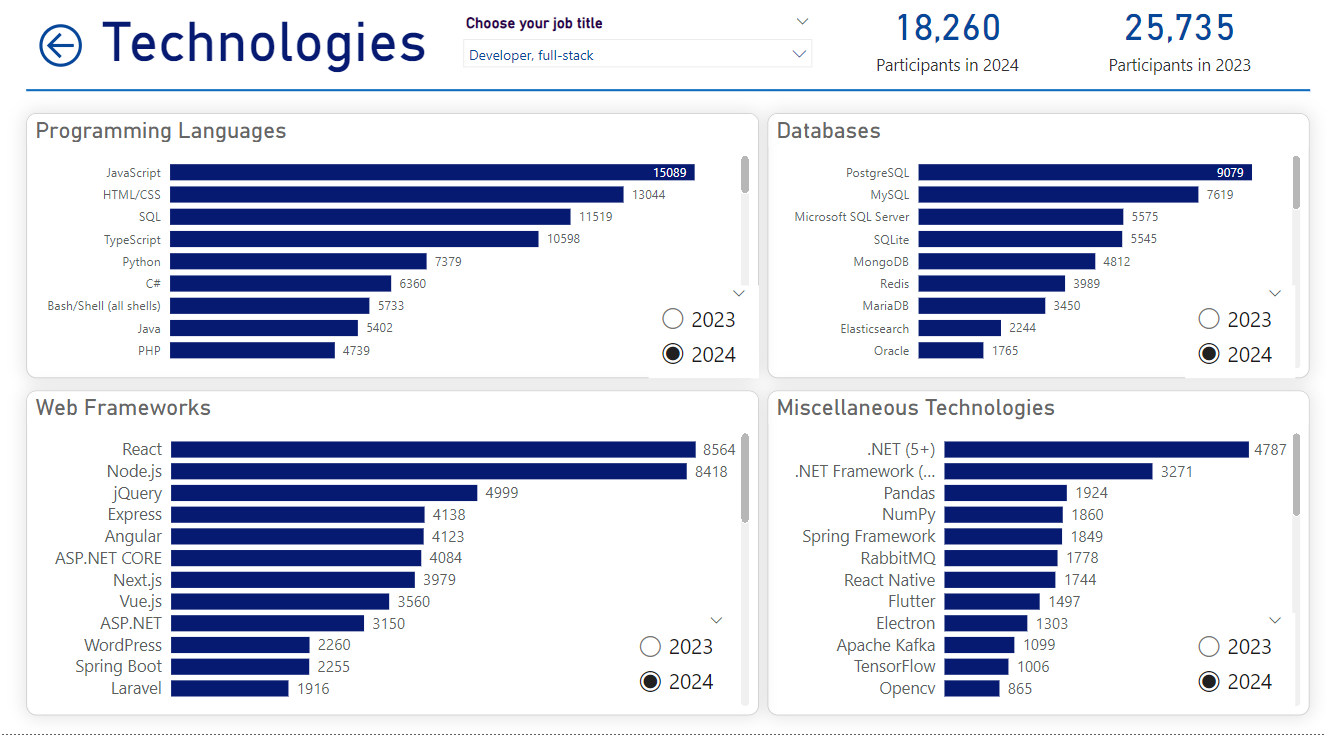 Technologies
Choose your job title
Developer, full-stack
18,260
Participants in 2024
25,735
Participants in 2023
Programming Languages
JavaScript 15089
HTML/CSS 13044
SQL 11519
TypeScript 10598
Python 7379
C# 6360
Bash/Shell (all shells) 5733
Java 5402
PHP 4739
2023
2024
Databases
PostgreSQL 9079
MySQL 7619
Microsoft SQL Server 5575
SQLite 5545
MongoDB 4812
Redis 3989
MariaDB 3450
Elasticsearch 2244
Oracle 1765
2023
2024
Web Frameworks
React 8564
Node.js 8418
jQuery 4999
Express 4138
Angular 4123
ASP.NET CORE 4084
Next.js 3979
Vue.js 3560
ASP.NET 3150
WordPress 2260
Spring Boot 2255
Laravel 1916
2023
2024
Miscellaneous Technologies
.NET (5+) 4787
.NET Framework (... 3271
Pandas 1924
NumPy 1860
Spring Framework 1849
RabbitMQ 1778
React Native 1744
Flutter 1497
Electron 1303
Apache Kafka 1099
TensorFlow 1006
Opencv 865
2023
2024